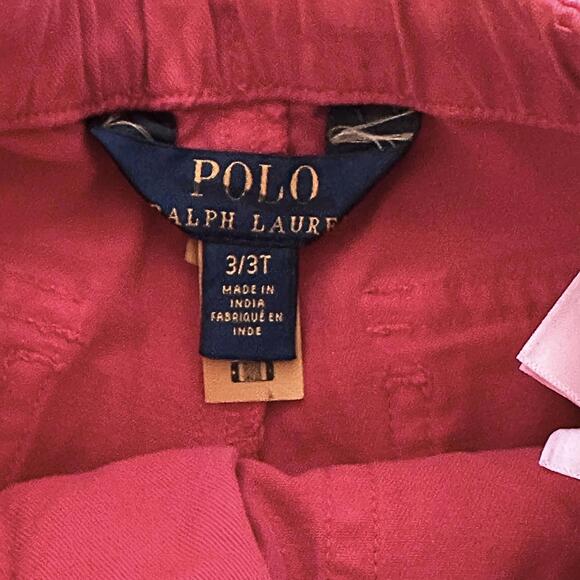 POLO
RALPH LAURE
3/3T
MADE IN
INDIA
FABRIQUÉ EN
INDE